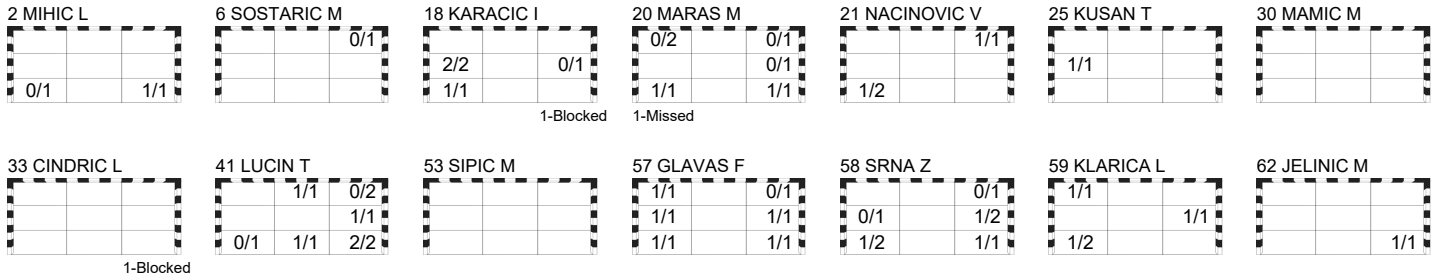 2 MIHIC L 6 SOSTARIC M 18 KARACIC I 20 MARAS M 21 NACINOVIC V 25 KUSAN T 30 MAMIC M
0/1 0/2 0/1 1/1
2/2 0/1 0/1 1/1
0/1 1/1 1/1 1/1 1/1 1/2
1-Blocked 1-Missed
33 CINDRIC L 41 LUCIN T 53 SIPIC M 57 GLAVAS F 58 SRNA Z 59 KLARICA L 62 JELINIC M
1/1 0/2 1/1 0/1 0/1 1/1
1/1 1/1 1/1 0/1 1/2 1/1
0/1 1/1 2/2 1/1 1/1 1/2 1/1 1/2 1/1
1-Blocked